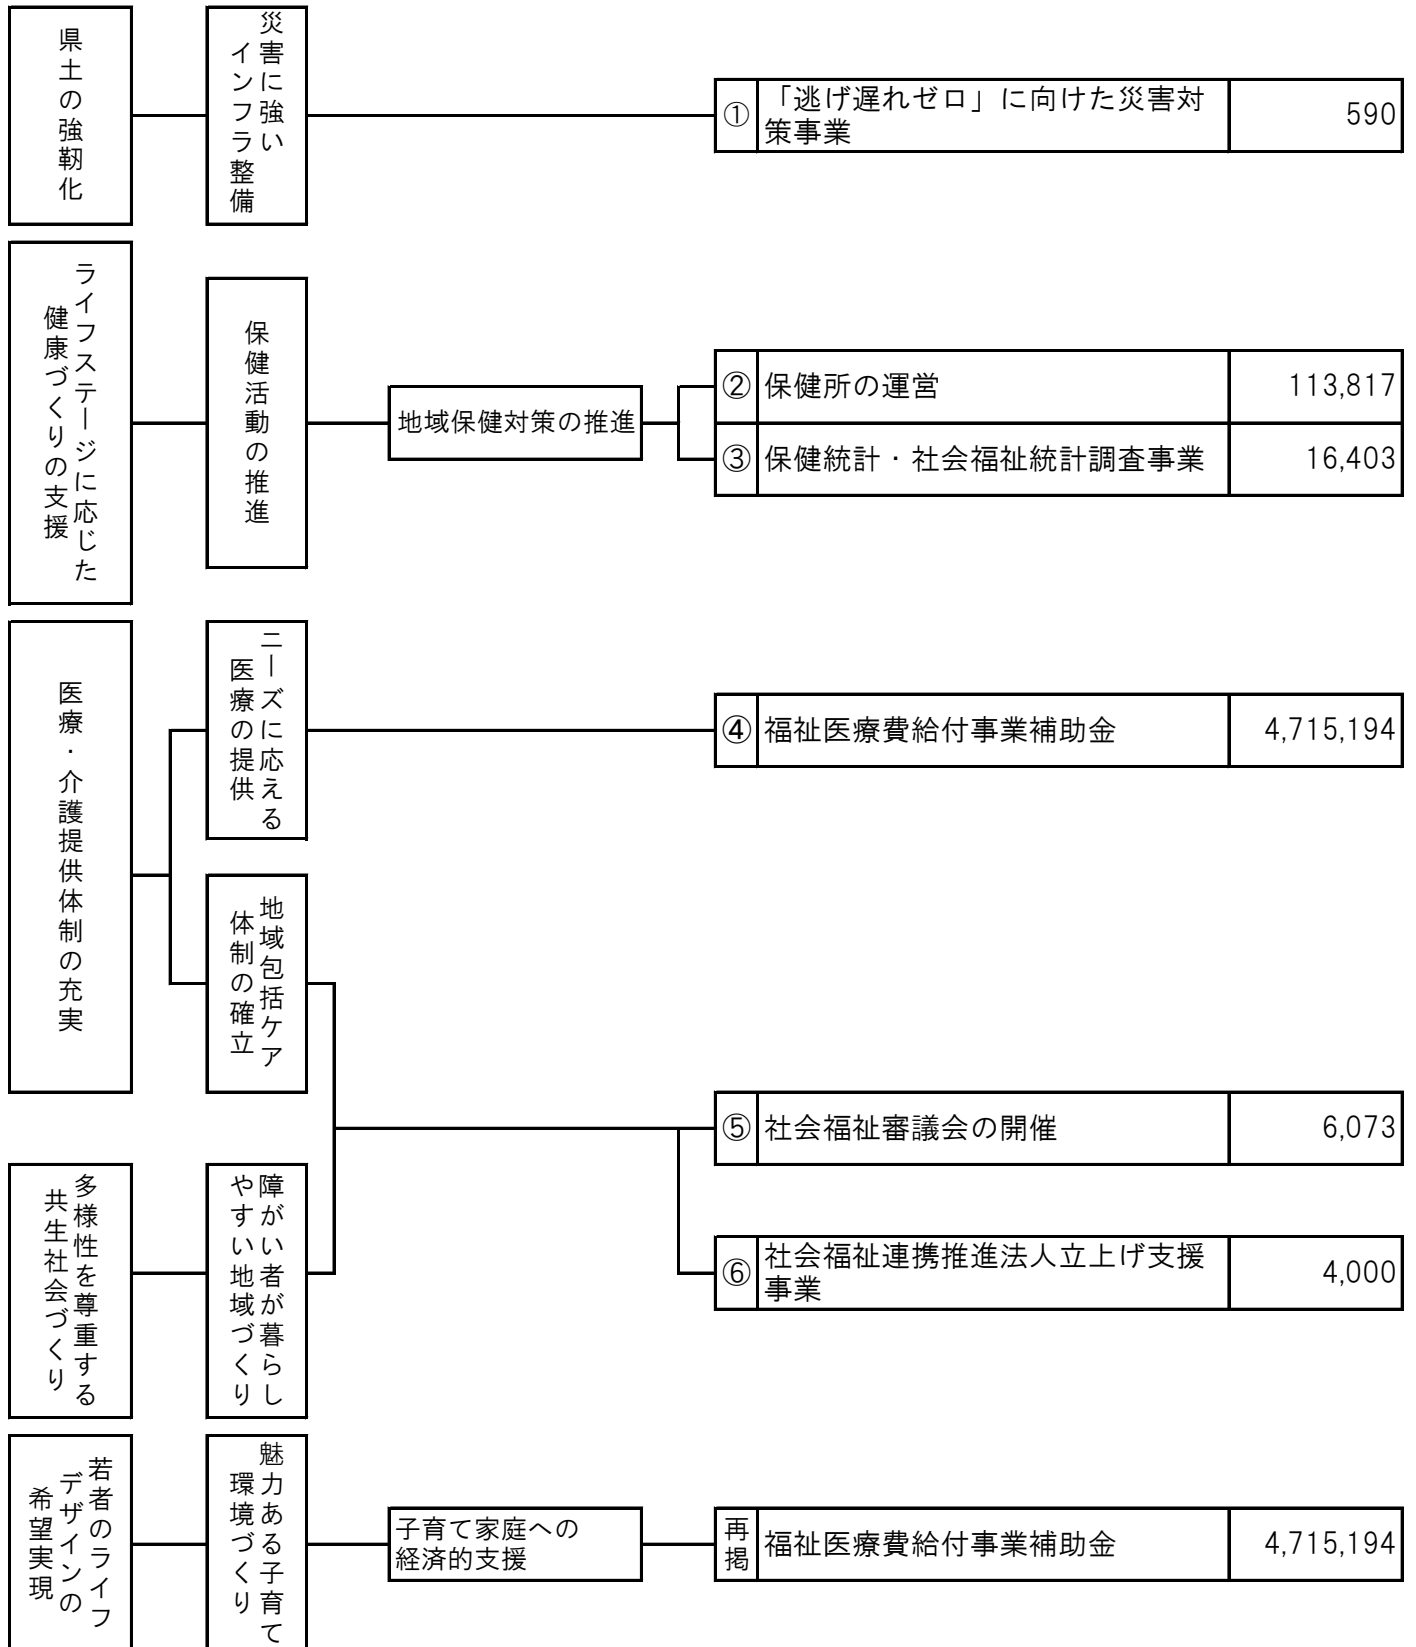 県土の強靭化
災害に強い
インフラ整備
①
「逃げ遅れゼロ」に向けた災害対
策事業
590
ライフステージに応じた
健康づくりの支援
保健活動の推進
地域保健対策の推進
②
保健所の運営
113,817
③
保健統計・社会福祉統計調査事業
16,403
医療・介護提供体制の充実
ニーズに応える
医療の提供
④
福祉医療費給付事業補助金
4,715,194
地域包括ケア
体制の確立
⑤
社会福祉審議会の開催
6,073
多様性を尊重する
共生社会づくり
障がい者が暮らし
やすい地域づくり
⑥
社会福祉連携推進法人立上げ支援
事業
4,000
若者のライフ
デザインの
希望実現
魅力ある子育て
環境づくり
子育て家庭への
経済的支援
再掲
福祉医療費給付事業補助金
4,715,194